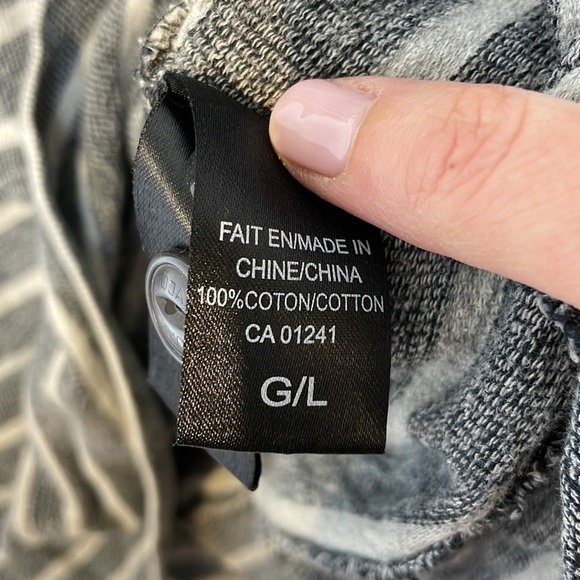 FAIT EN/MADE IN
CHINE/CHINA
100%COTON/COTTON
CA 01241
G/L